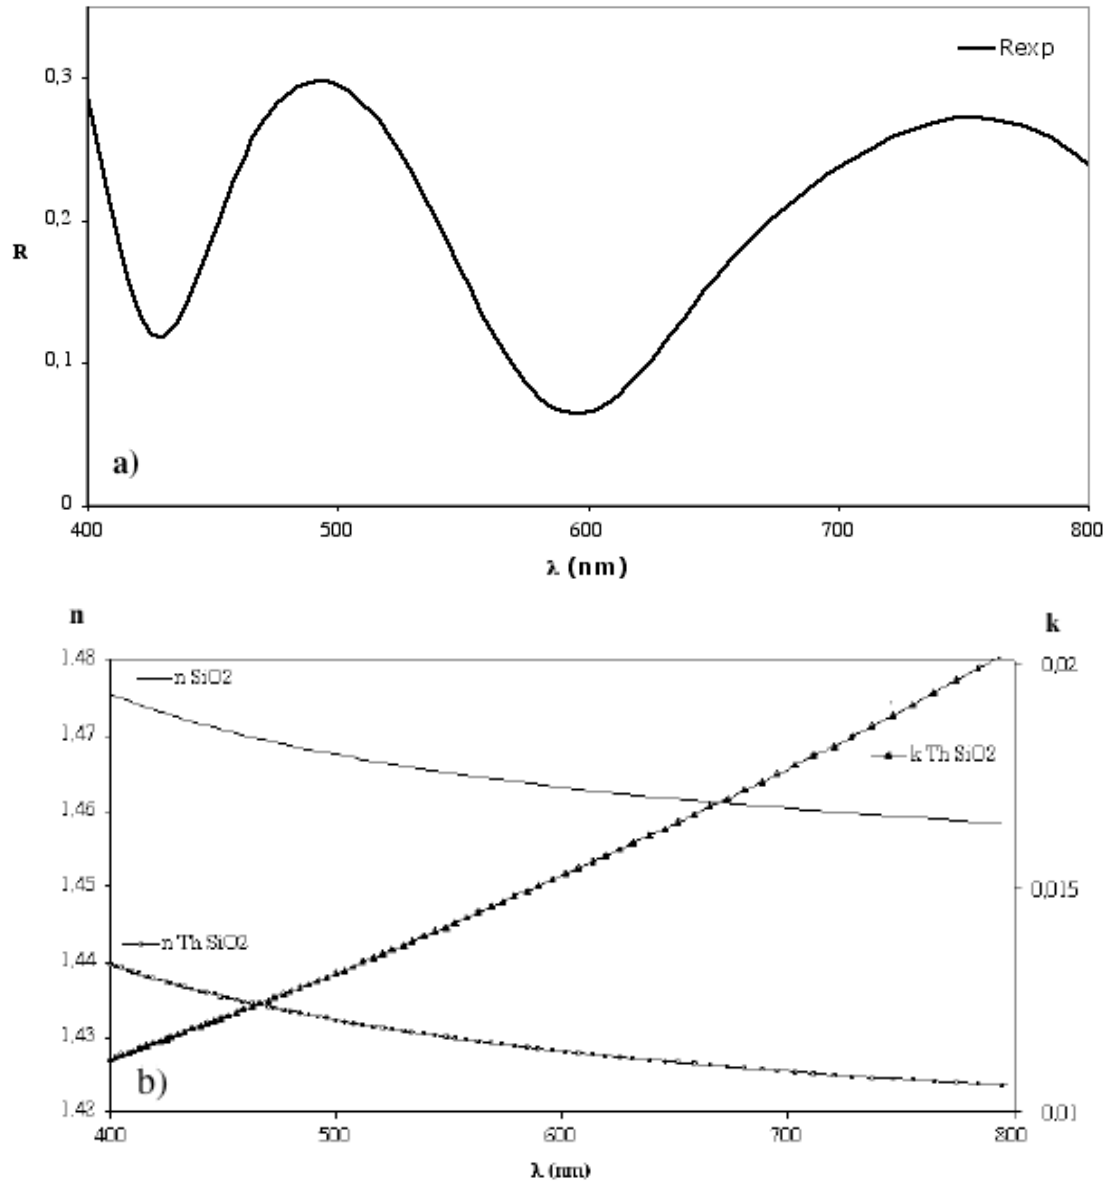 Rexp
0,3
0,2
R
0,1
a)
0
400 500 600 700 800
λ (nm)
n k
1.48 0,02
n SiO2
1.47
k Th SiO2
1.46
1.45 0,015
n Th SiO2
1.44
1.43
b)
1.42 0,01
400 500 600 700 800
λ (nm)